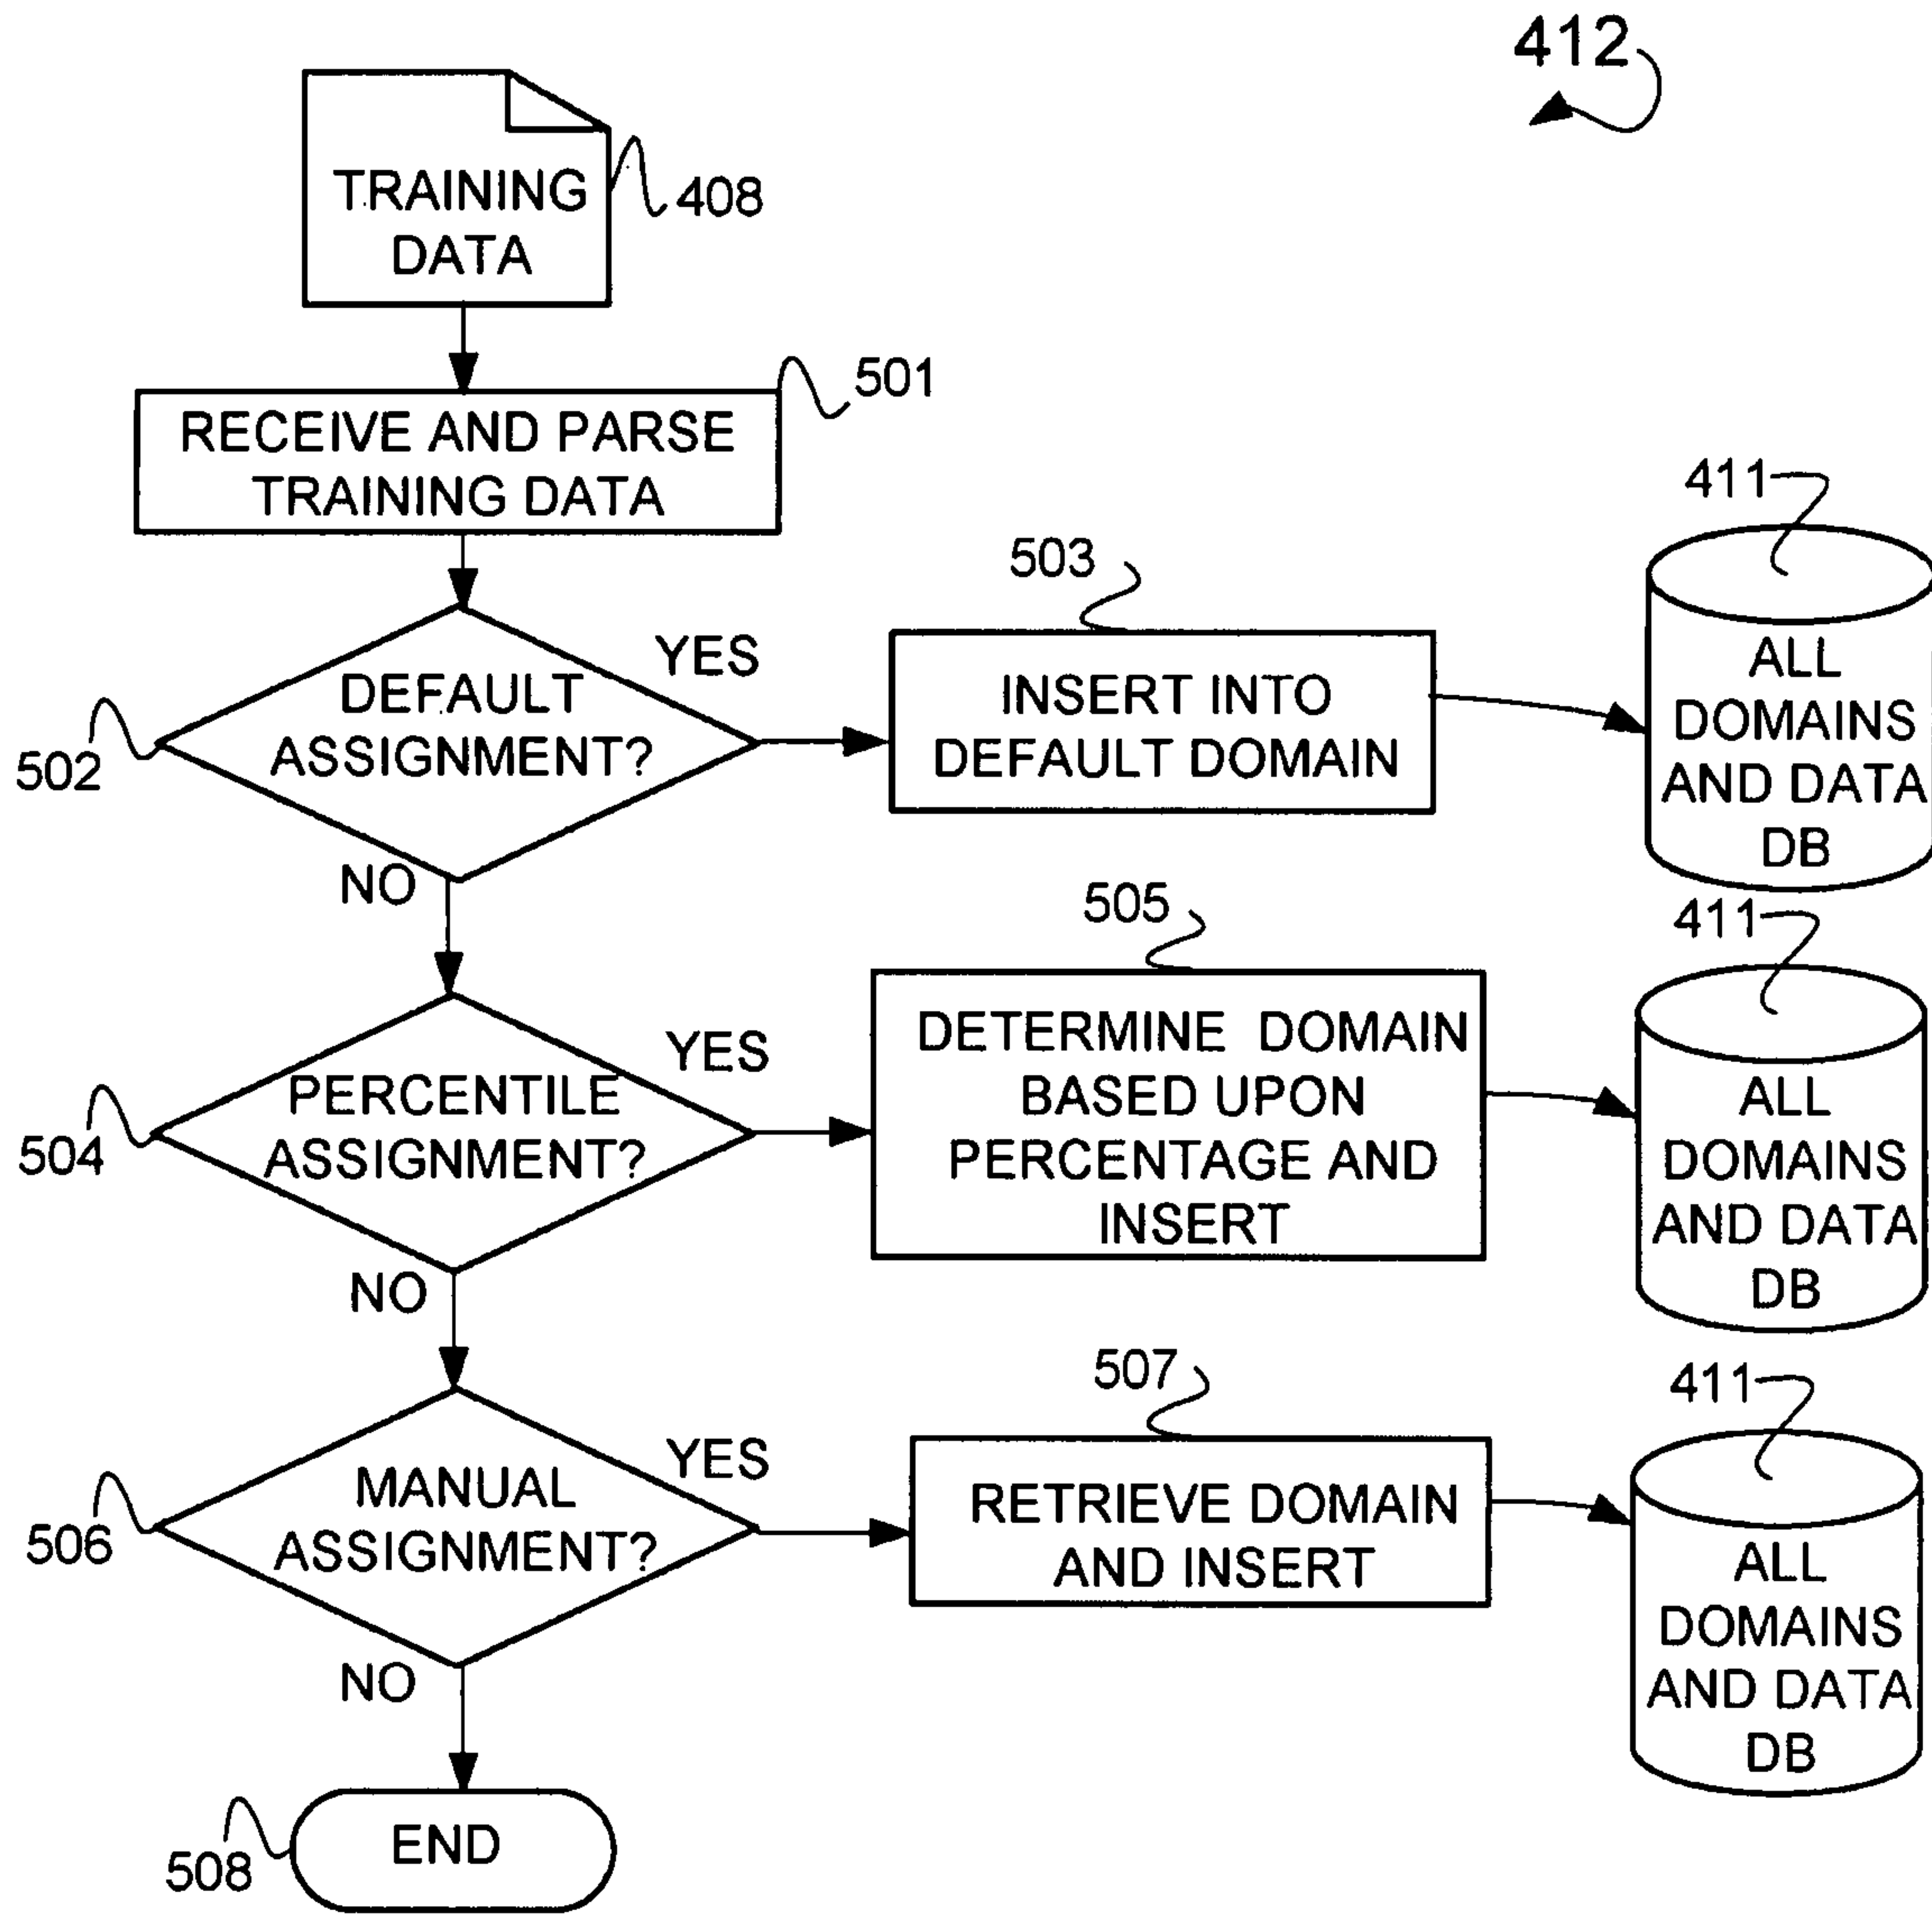 412
TRAINING
DATA
408
501
RECEIVE AND PARSE
TRAINING DATA
411
503
YES
DEFAULT
ASSIGNMENT?
502
INSERT INTO
DEFAULT DOMAIN
ALL
DOMAINS
AND DATA
DB
NO
505
411
YES
PERCENTILE
ASSIGNMENT?
504
DETERMINE DOMAIN
BASED UPON
PERCENTAGE AND
INSERT
ALL
DOMAINS
AND DATA
DB
NO
507
411
YES
MANUAL
ASSIGNMENT?
506
RETRIEVE DOMAIN
AND INSERT
ALL
DOMAINS
AND DATA
DB
NO
END
508